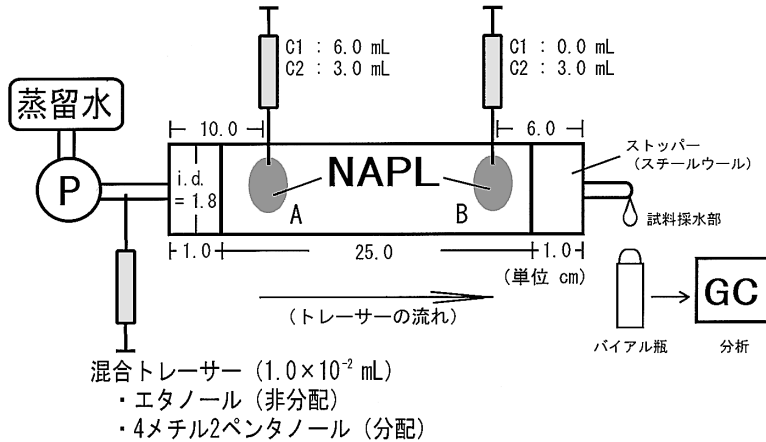 C1 : 6.0 mL
C2 : 3.0 mL
C1 : 0.0 mL
C2 : 3.0 mL
蒸留水
10.0
6.0
ストッパー
(スチールウール)
P
i.d.
= 1.8
NAPL
A
B
試料採水部
1.0
25.0
1.0
(単位 cm)
(トレーサーの流れ)
GC
バイアル瓶
分析
混合トレーサー (1.0×10⁻² mL)
・エタノール (非分配)
・4メチル2ペンタノール (分配)